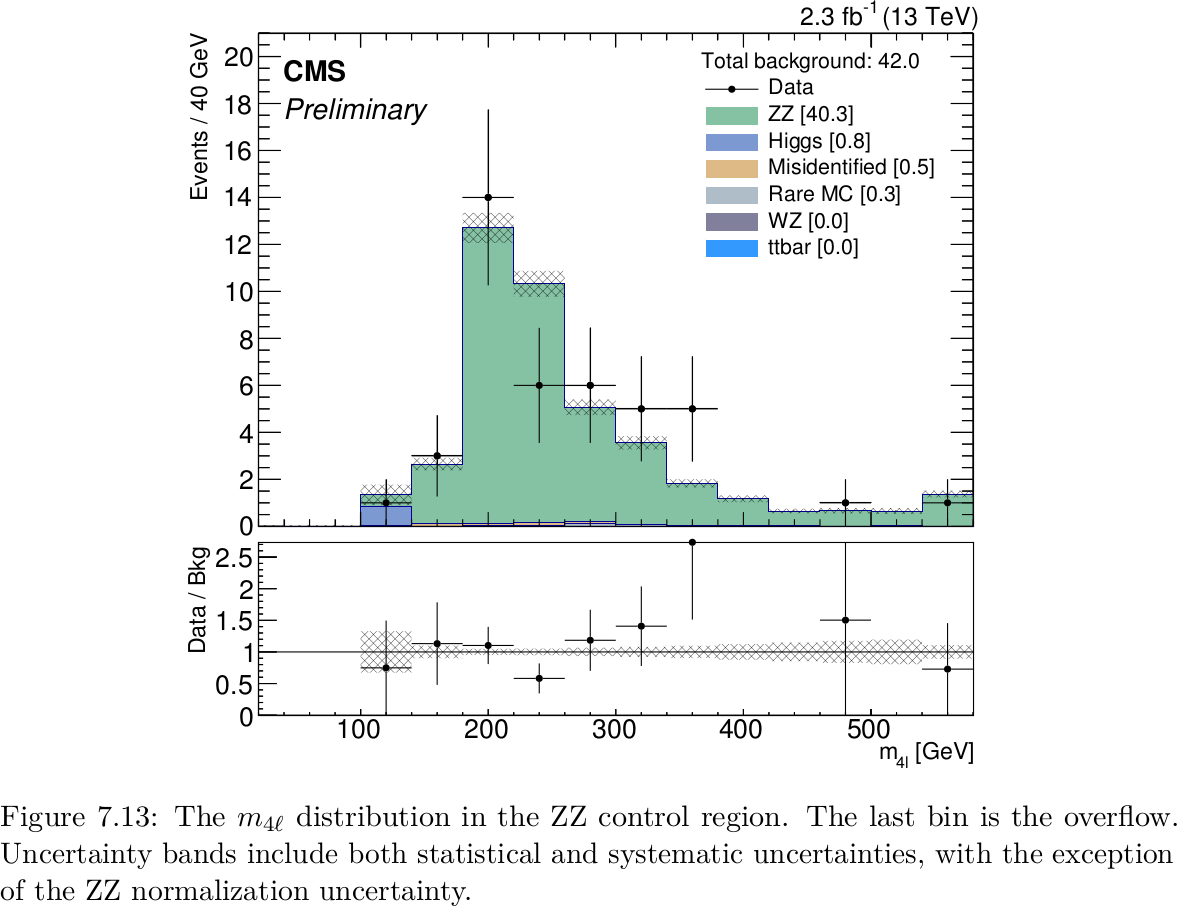 2.3 fb-1 (13 TeV)
CMS
Preliminary
Events / 40 GeV
20
18
16
14
12
10
8
6
4
2
0
Total background: 42.0
Data
ZZ [40.3]
Higgs [0.8]
Misidentified [0.5]
Rare MC [0.3]
WZ [0.0]
ttbar [0.0]
Data / Bkg
2.5
2
1.5
1
0.5
0
100 200 300 400 500
m4l [GeV]
Figure 7.13: The m4ℓ distribution in the ZZ control region. The last bin is the overflow.
Uncertainty bands include both statistical and systematic uncertainties, with the exception
of the ZZ normalization uncertainty.